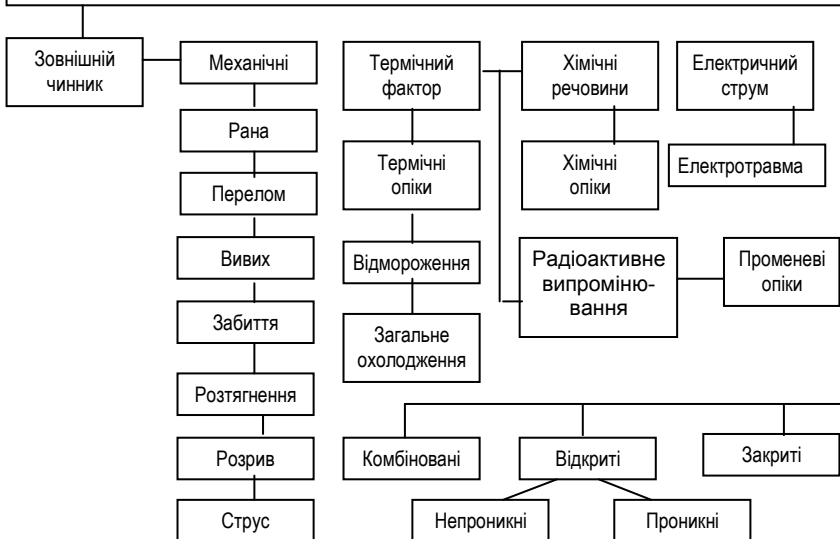 Зовнішній
чинник
Механічні
Термічний
фактор
Хімічні
речовини
Електричний
струм
Рана
Термічні
опіки
Хімічні
опіки
Електротравма
Перелом
Вивих
Відмороження
Радіоактивне
випроміню-
вання
Променеві
опіки
Забиття
Загальне
охолодження
Розтягнення
Розрив
Комбіновані
Відкриті
Закриті
Струс
Непроникні
Проникні